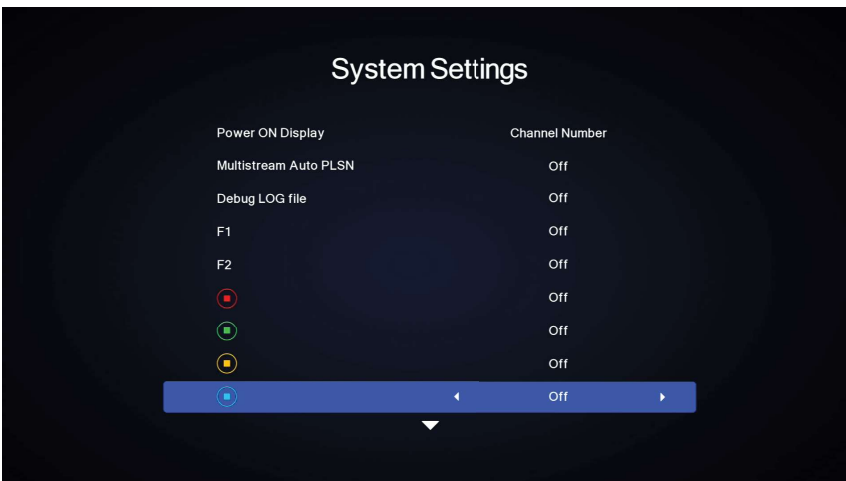 System Settings
Power ON Display Channel Number
Multistream Auto PLSN Off
Debug LOG file Off
F1 Off
F2 Off
Off
Off
Off
Off